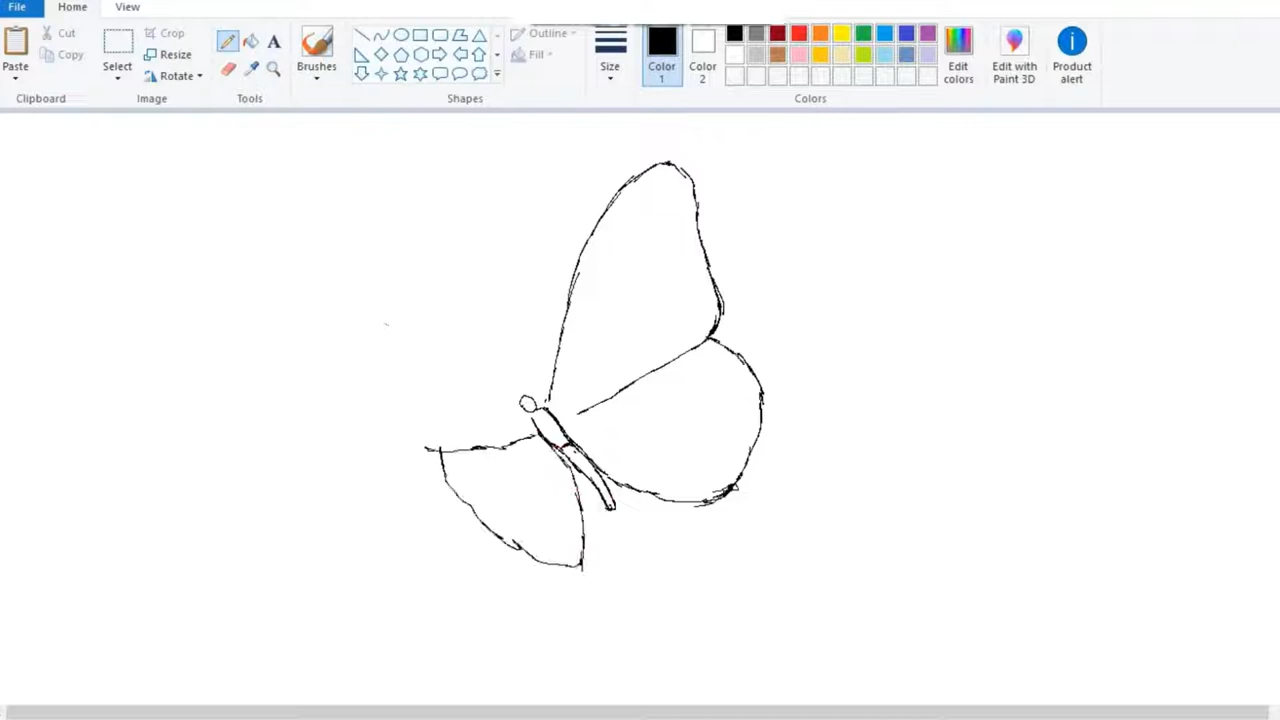 File Home View
Cut Crop Outline
Copy Resize Fill
Paste Select Rotate A Brushes Size Color 1 Color 2 Edit colors Edit with Paint 3D Product alert
Clipboard Image Tools Shapes Colors